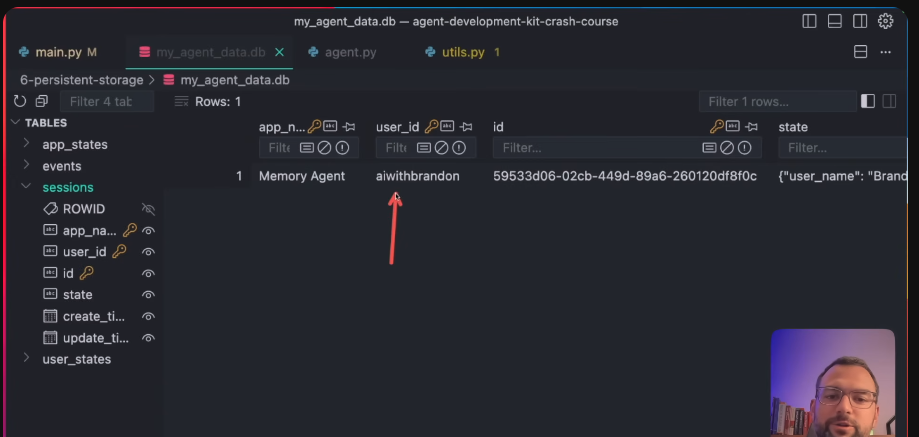 my_agent_data.db — agent-development-kit-crash-course
main.py M my_agent_data.db × agent.py utils.py 1 ···
6-persistent-storage > my_agent_data.db
Filter 4 tab Rows: 1 Filter 1 rows...
TABLES
app_states
events
sessions
ROWID
app_na...
user_id
id
state
create_ti...
update_ti...
user_states
app_n... user_id id state
Filte Filte Filter... Filter...
1 Memory Agent aiwithbrandon 59533d06-02cb-449d-89a6-260120df8f0c {"user_name": "Brand